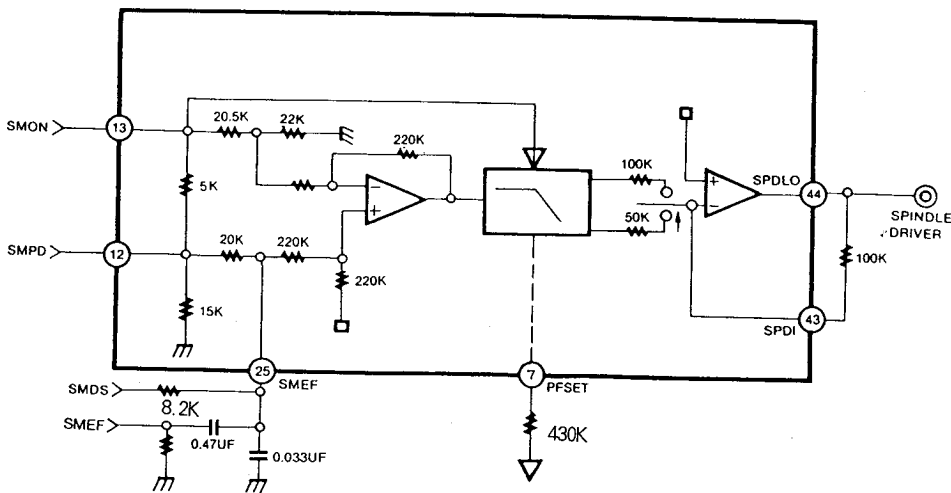 20.5K
22K
220K
SMON
13
5K
100K
SPDLO
44
SPINDLE
DRIVER
50K
SMPD
12
20K
220K
220K
100K
15K
43
SPDI
25
SMEF
7
PFSET
SMDS
8.2K
SMEF
0.47UF
0.033UF
430K